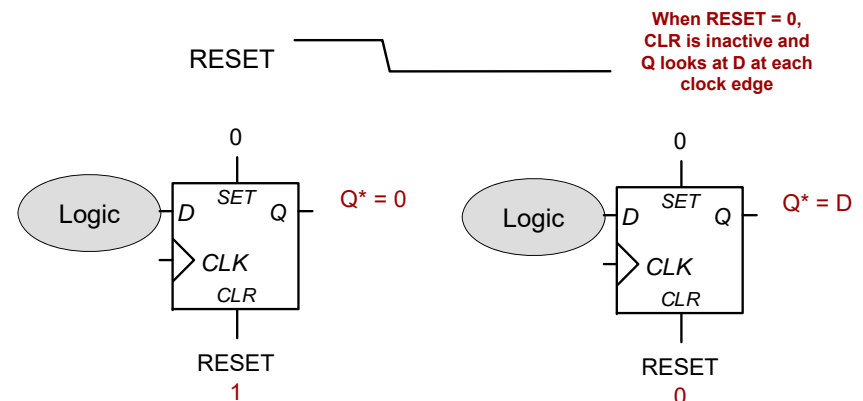 When RESET = 0,
CLR is inactive and
Q looks at D at each
clock edge
RESET
0
Logic
D
SET
Q
Q* = 0
CLK
CLR
RESET
1
0
Logic
D
SET
Q
Q* = D
CLK
CLR
RESET
0